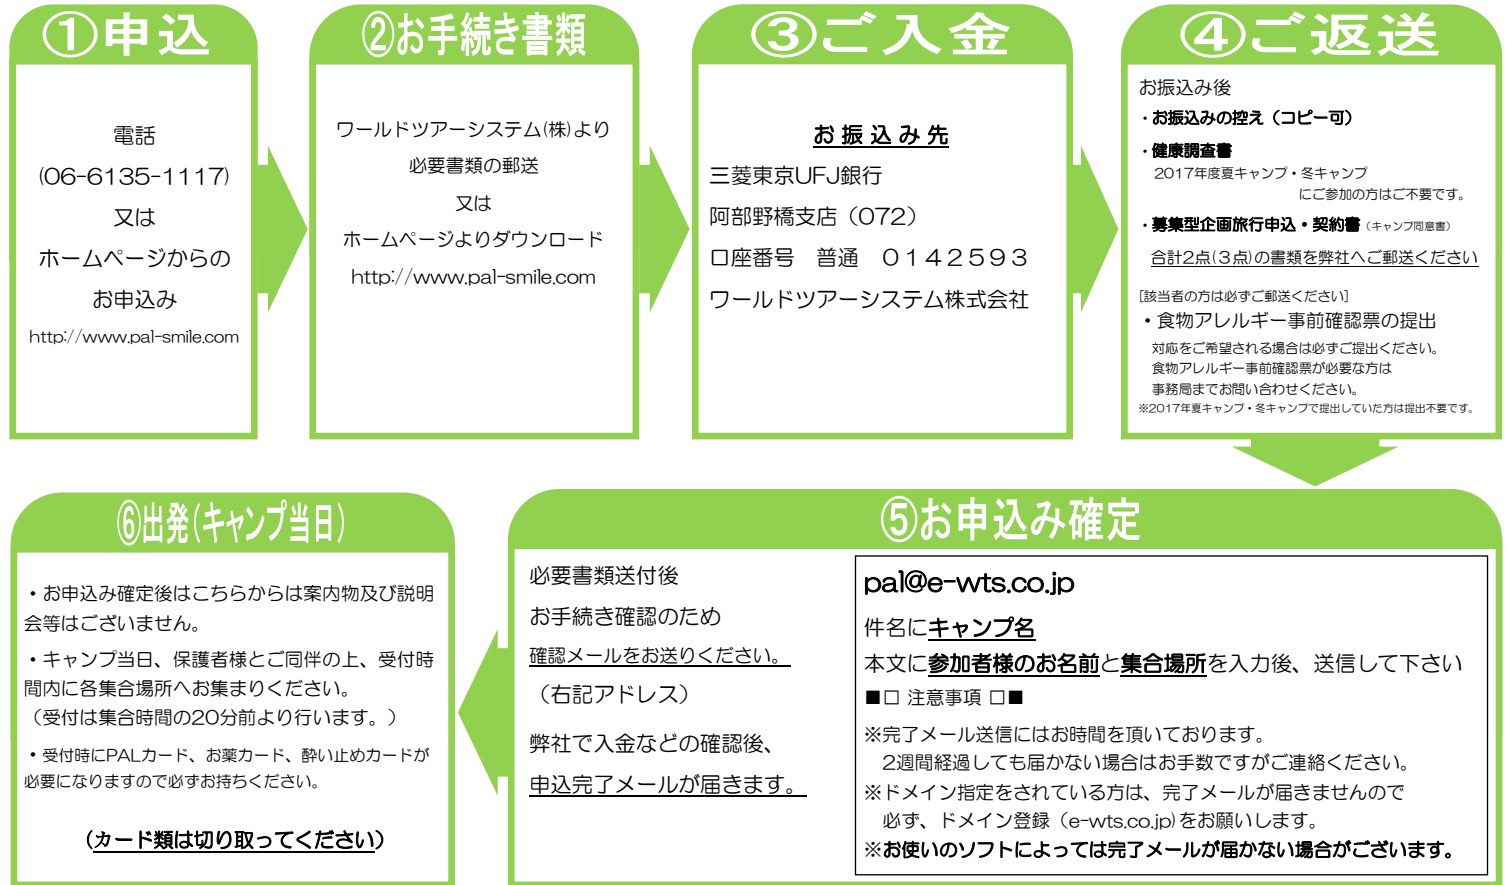 ①申込
電話
(06-6135-1117)
又は
ホームページからの
お申込み
http://www.pal-smile.com
②お手続き書類
ワールドツアーシステム(株)より
必要書類の郵送
又は
ホームページよりダウンロード
http://www.pal-smile.com
③ご入金
お振込み先
三菱東京UFJ銀行
阿部野橋支店（072）
口座番号　普通　０１４２５９３
ワールドツアーシステム株式会社
④ご返送
お振込み後
・お振込みの控え（コピー可）
・健康調査書
2017年度夏キャンプ・冬キャンプ
にご参加の方はご不要です。
・募集型企画旅行申込・契約書（キャンプ同意書）
合計2点(3点)の書類を弊社へご郵送ください
[該当者の方は必ずご郵送ください]
・食物アレルギー事前確認票の提出
対応をご希望される場合は必ずご提出ください。
食物アレルギー事前確認票が必要な方は
事務局までお問い合わせください。
※2017年夏キャンプ・冬キャンプで提出していた方は提出不要です。
⑤お申込み確定
必要書類送付後
お手続き確認のため
確認メールをお送りください。
（右記アドレス）
弊社で入金などの確認後、
申込完了メールが届きます。
pal@e-wts.co.jp
件名にキャンプ名
本文に参加者様のお名前と集合場所を入力後、送信して下さい
■□ 注意事項 □■
※完了メール送信にはお時間を頂いております。
2週間経過しても届かない場合はお手数ですがご連絡ください。
※ドメイン指定をされている方は、完了メールが届きませんので
必ず、ドメイン登録（e-wts.co.jp)をお願いします。
※お使いのソフトによっては完了メールが届かない場合がございます。
⑥出発(キャンプ当日)
・お申込み確定後はこちらからは案内物及び説明
会等はございません。
・キャンプ当日、保護者様とご同伴の上、受付時
間内に各集合場所へお集まりください。
（受付は集合時間の20分前より行います。）
・受付時にPALカード、お薬カード、酔い止めカードが
必要になりますので必ずお持ちください。
(カード類は切り取ってください)